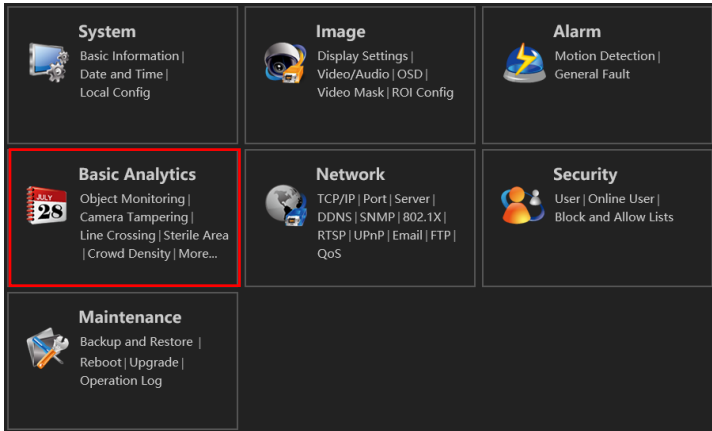 System
Basic Information |
Date and Time |
Local Config
Image
Display Settings |
Video/Audio | OSD |
Video Mask | ROI Config
Alarm
Motion Detection |
General Fault
JULY
28
Basic Analytics
Object Monitoring |
Camera Tampering |
Line Crossing | Sterile Area
| Crowd Density | More...
Network
TCP/IP | Port | Server |
DDNS | SNMP | 802.1X |
RTSP | UPnP | Email | FTP |
QoS
Security
User | Online User |
Block and Allow Lists
Maintenance
Backup and Restore |
Reboot | Upgrade |
Operation Log